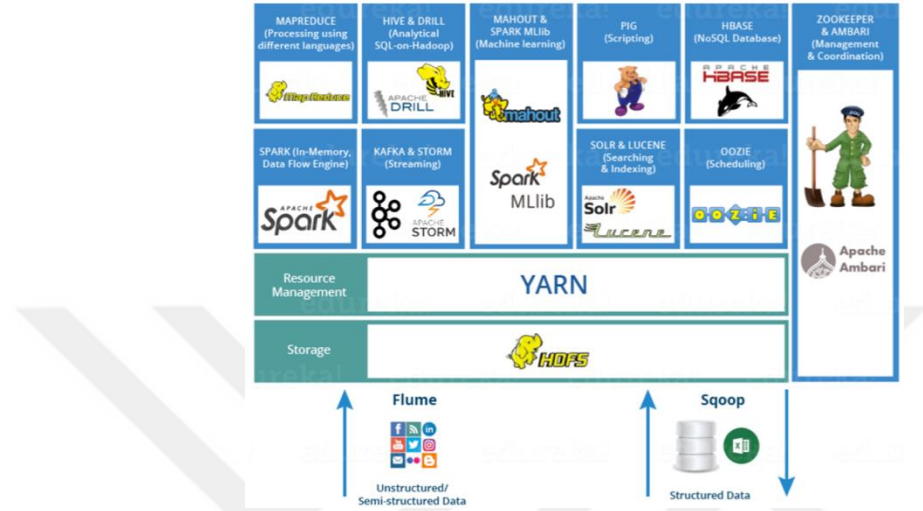 MAPREDUCE
(Processing using
different languages)
MapReduce
HIVE & DRILL
(Analytical
SQL-on-Hadoop)
APACHE
DRILL
HIVE
MAHOUT &
SPARK MLlib
(Machine learning)
mahout
Spark
MLlib
PIG
(Scripting)
HBASE
(NoSQL Database)
APACHE
HBASE
ZOOKEEPER
& AMBARI
(Management
& Coordination)
Apache
Ambari
SPARK (In-Memory,
Data Flow Engine)
APACHE
Spark
KAFKA & STORM
(Streaming)
APACHE
STORM
SOLR & LUCENE
(Searching
& Indexing)
Apache
Solr
Lucene
OOZIE
(Scheduling)
OOZIE
Resource
Management
YARN
Storage
HDFS
Flume
Unstructured/
Semi-structured Data
Sqoop
Structured Data
edureka!